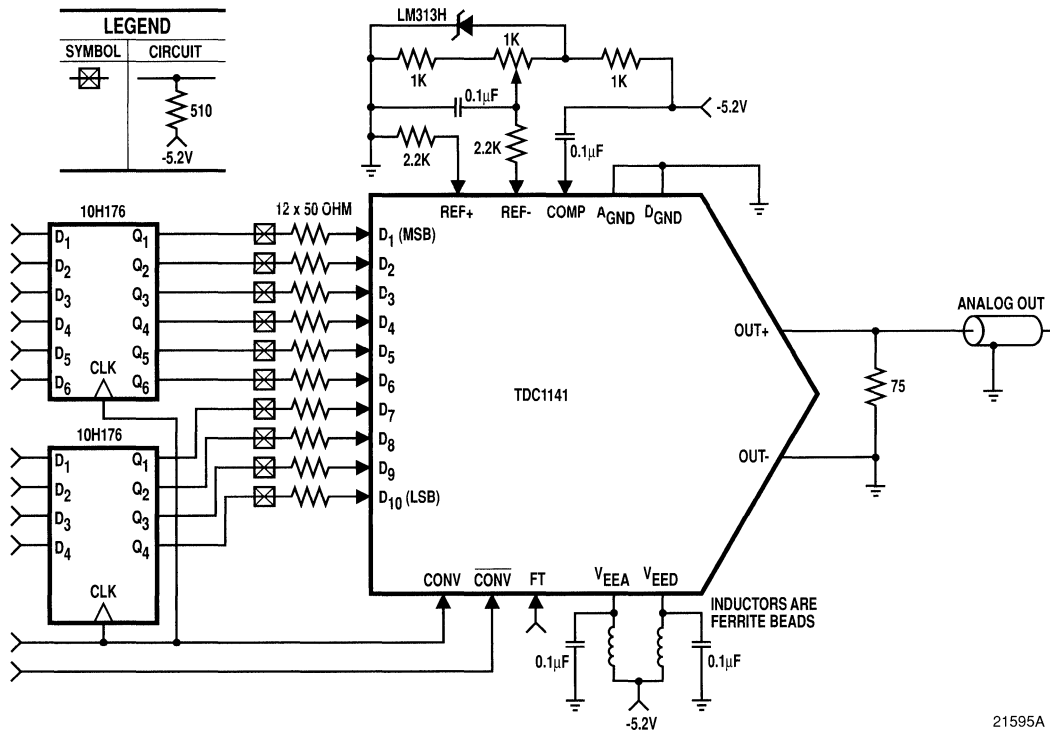 LEGEND
SYMBOL CIRCUIT
510
-5.2V
LM313H
1K
1K
1K
0.1µF
-5.2V
2.2K
2.2K
0.1µF
REF+ REF- COMP AGND DGND
10H176
12 x 50 OHM
D1 Q1
D2 Q2
D3 Q3
D4 Q4
D5 Q5
D6 Q6
CLK
D1 (MSB)
D2
D3
D4
D5
D6
D7
D8
D9
D10 (LSB)
TDC1141
OUT+
OUT-
ANALOG OUT
75
10H176
D1 Q1
D2 Q2
D3 Q3
D4 Q4
CLK
CONV CONV FT VEEA VEED
INDUCTORS ARE
FERRITE BEADS
0.1µF
0.1µF
-5.2V
21595A